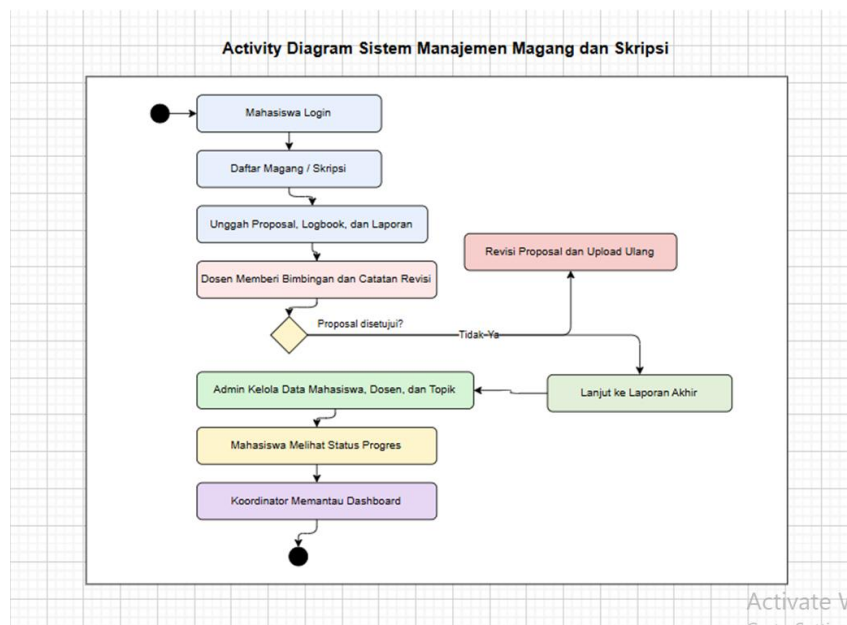 Activity Diagram Sistem Manajemen Magang dan Skripsi
Mahasiswa Login
Daftar Magang / Skripsi
Unggah Proposal, Logbook, dan Laporan
Revisi Proposal dan Upload Ulang
Dosen Memberi Bimbingan dan Catatan Revisi
Proposal disetujui?
Tidak Ya
Admin Kelola Data Mahasiswa, Dosen, dan Topik
Lanjut ke Laporan Akhir
Mahasiswa Melihat Status Progres
Koordinator Memantau Dashboard
Activate